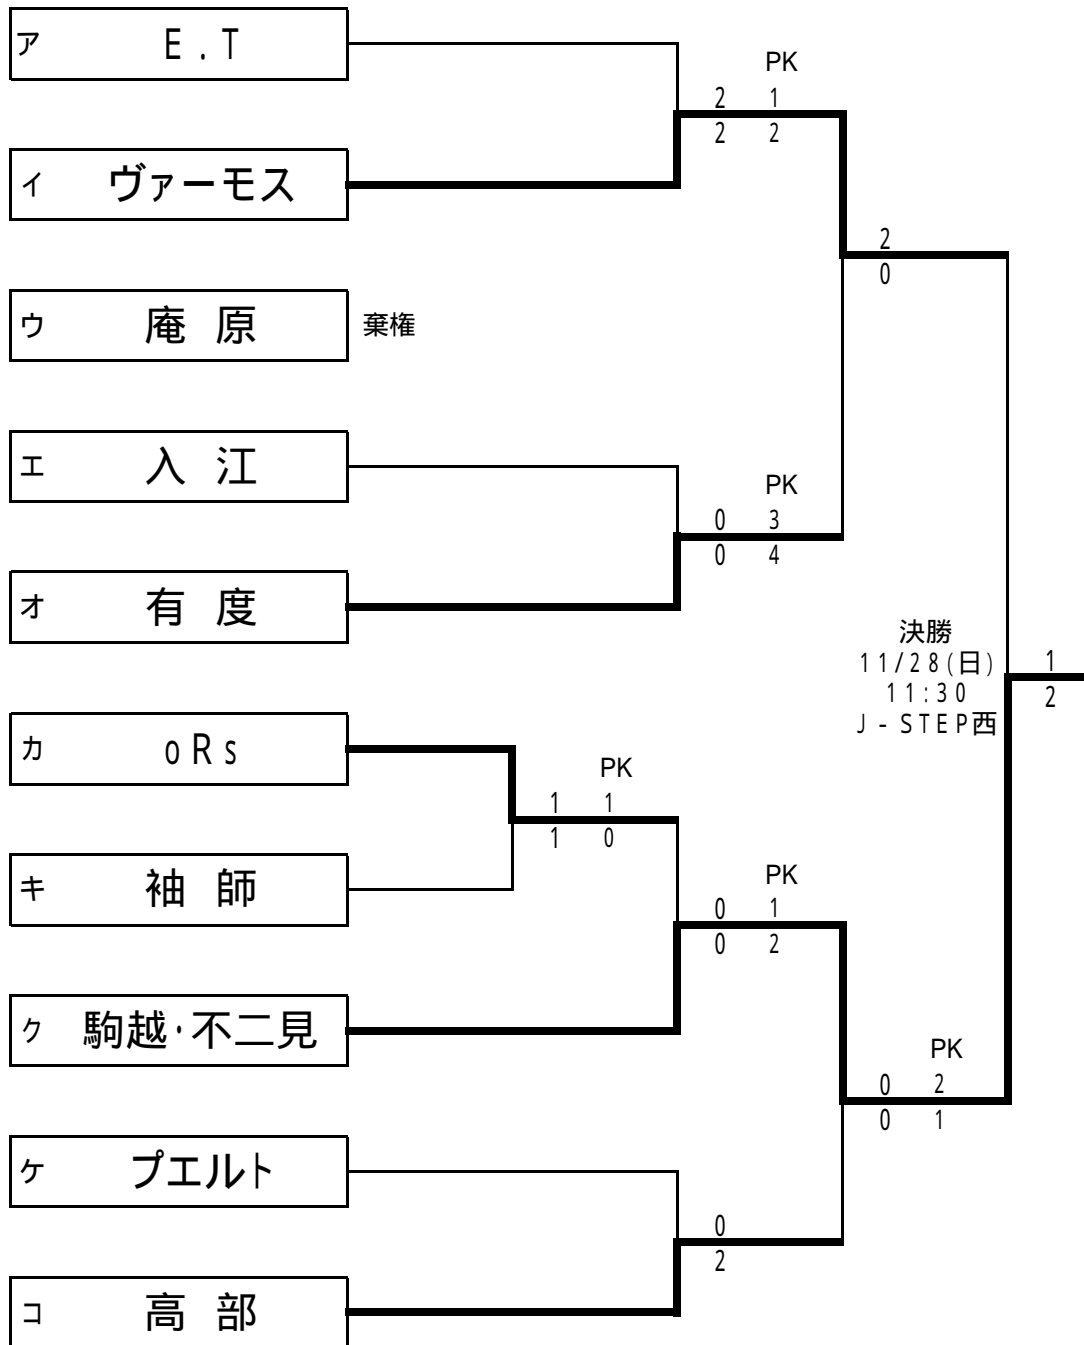 ア E.T
PK
2 1
2 2
イ ヴァーモス
2
0
ウ 庵原 棄権
エ 入江
PK
0 3
0 4
オ 有度
決勝
11/28(日)
11:30
J-STEP西
1
2
カ oRs
PK
1 1
1 0
キ 袖師
PK
0 1
0 2
ク 駒越・不二見
PK
0 2
0 1
ケ プエルト
0
2
コ 高部